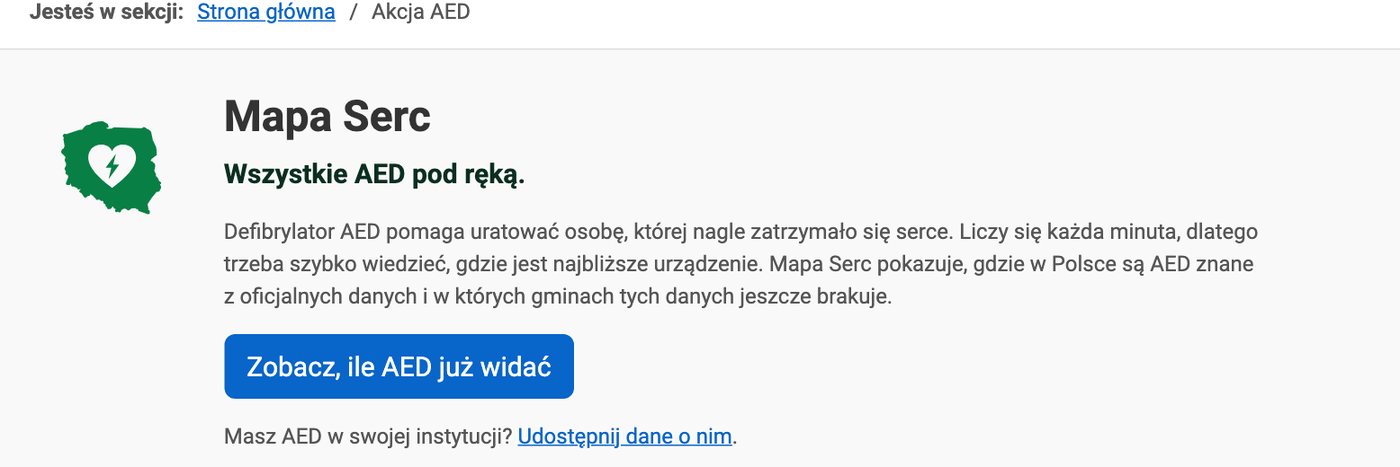 Jesteś w sekcji: Strona główna / Akcja AED
Mapa Serc
Wszystkie AED pod ręką.
Defibrylator AED pomaga uratować osobę, której nagle zatrzymało się serce. Liczy się każda minuta, dlatego
trzeba szybko wiedzieć, gdzie jest najbliższe urządzenie. Mapa Serc pokazuje, gdzie w Polsce są AED znane
z oficjalnych danych i w których gminach tych danych jeszcze brakuje.
Zobacz, ile AED już widać
Masz AED w swojej instytucji? Udostępnij dane o nim.